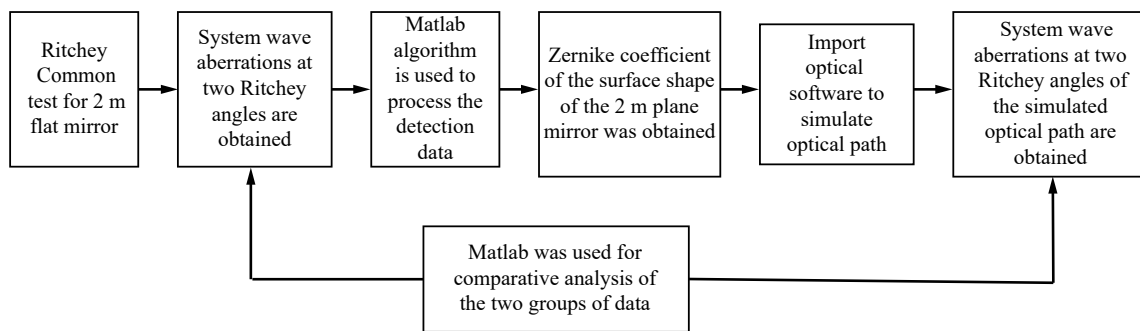 Ritchey
Common
test for 2 m
flat mirror
System wave
aberrations at
two Ritchey
angles are
obtained
Matlab
algorithm
is used to
process the
detection
data
Zernike coefficient
of the surface shape
of the 2 m plane
mirror was obtained
Import
optical
software to
simulate
optical path
System wave
aberrations at two
Ritchey angles of
the simulated
optical path are
obtained
Matlab was used for
comparative analysis of
the two groups of data